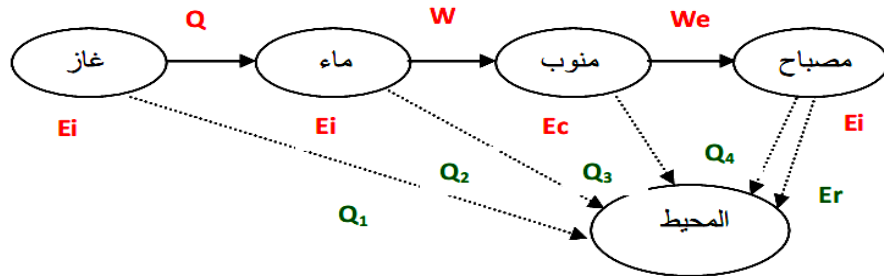 Q W We
غاز ماء منوب مصباح
Ei Ei Ec Ei
Q₁ Q₂ Q₃ Q₄ Er
المحيط